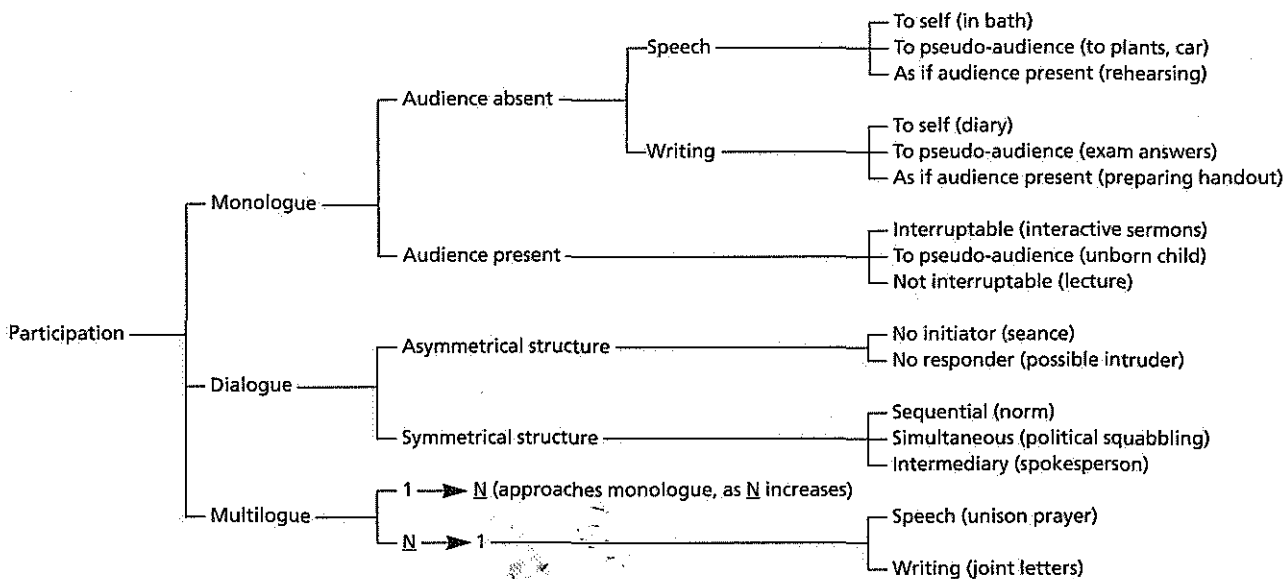 To self (in bath)
Speech
To pseudo-audience (to plants, car)
As if audience present (rehearsing)
Audience absent
To self (diary)
Writing
To pseudo-audience (exam answers)
As if audience present (preparing handout)
Monologue
Interruptable (interactive sermons)
Audience present
To pseudo-audience (unborn child)
Not interruptable (lecture)
Participation
No initiator (seance)
Asymmetrical structure
No responder (possible intruder)
Dialogue
Sequential (norm)
Symmetrical structure
Simultaneous (political squabbling)
Intermediary (spokesperson)
1 → N (approaches monologue, as N increases)
Multilogue
Speech (unison prayer)
N → 1
Writing (joint letters)